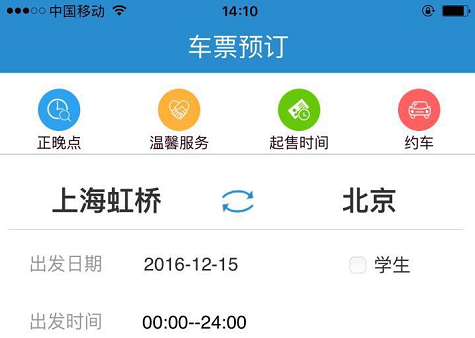 中国移动 14:10
车票预订
正晚点 温馨服务 起售时间 约车
上海虹桥 北京
出发日期 2016-12-15 学生
出发时间 00:00--24:00